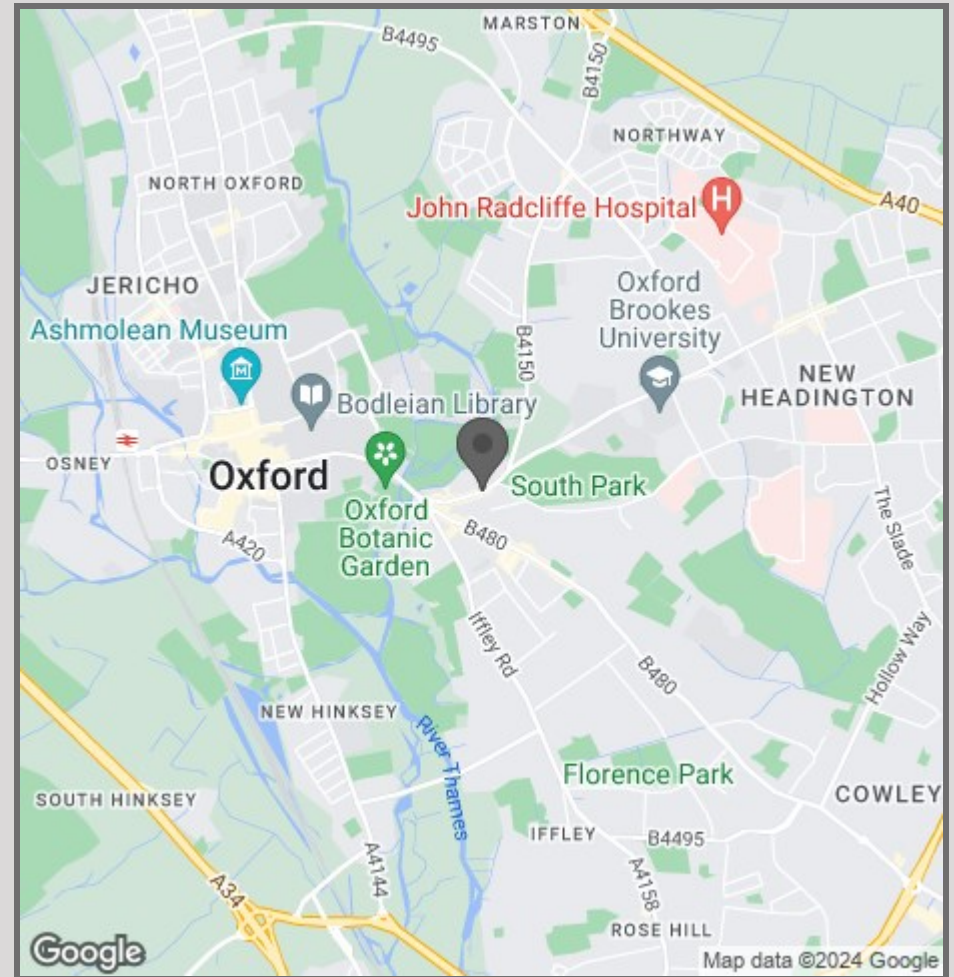 MARSTON
B4495
B4150
NORTHWAY
NORTH OXFORD
John Radcliffe Hospital
H
A40
JERICHO
Oxford
Brookes
University
Ashmolean Museum
M
B4150
NEW
HEADINGTON
Bodleian Library
OSNEY
Oxford
South Park
Oxford
Botanic
Garden
A420
B480
The Slade
Iffley Rd
Hollow Way
B480
NEW HINKSEY
River Thames
Florence Park
SOUTH HINKSEY
COWLEY
IFFLEY
B4495
A4144
A34
A4158
ROSE HILL
Google
Map data ©2024 Google